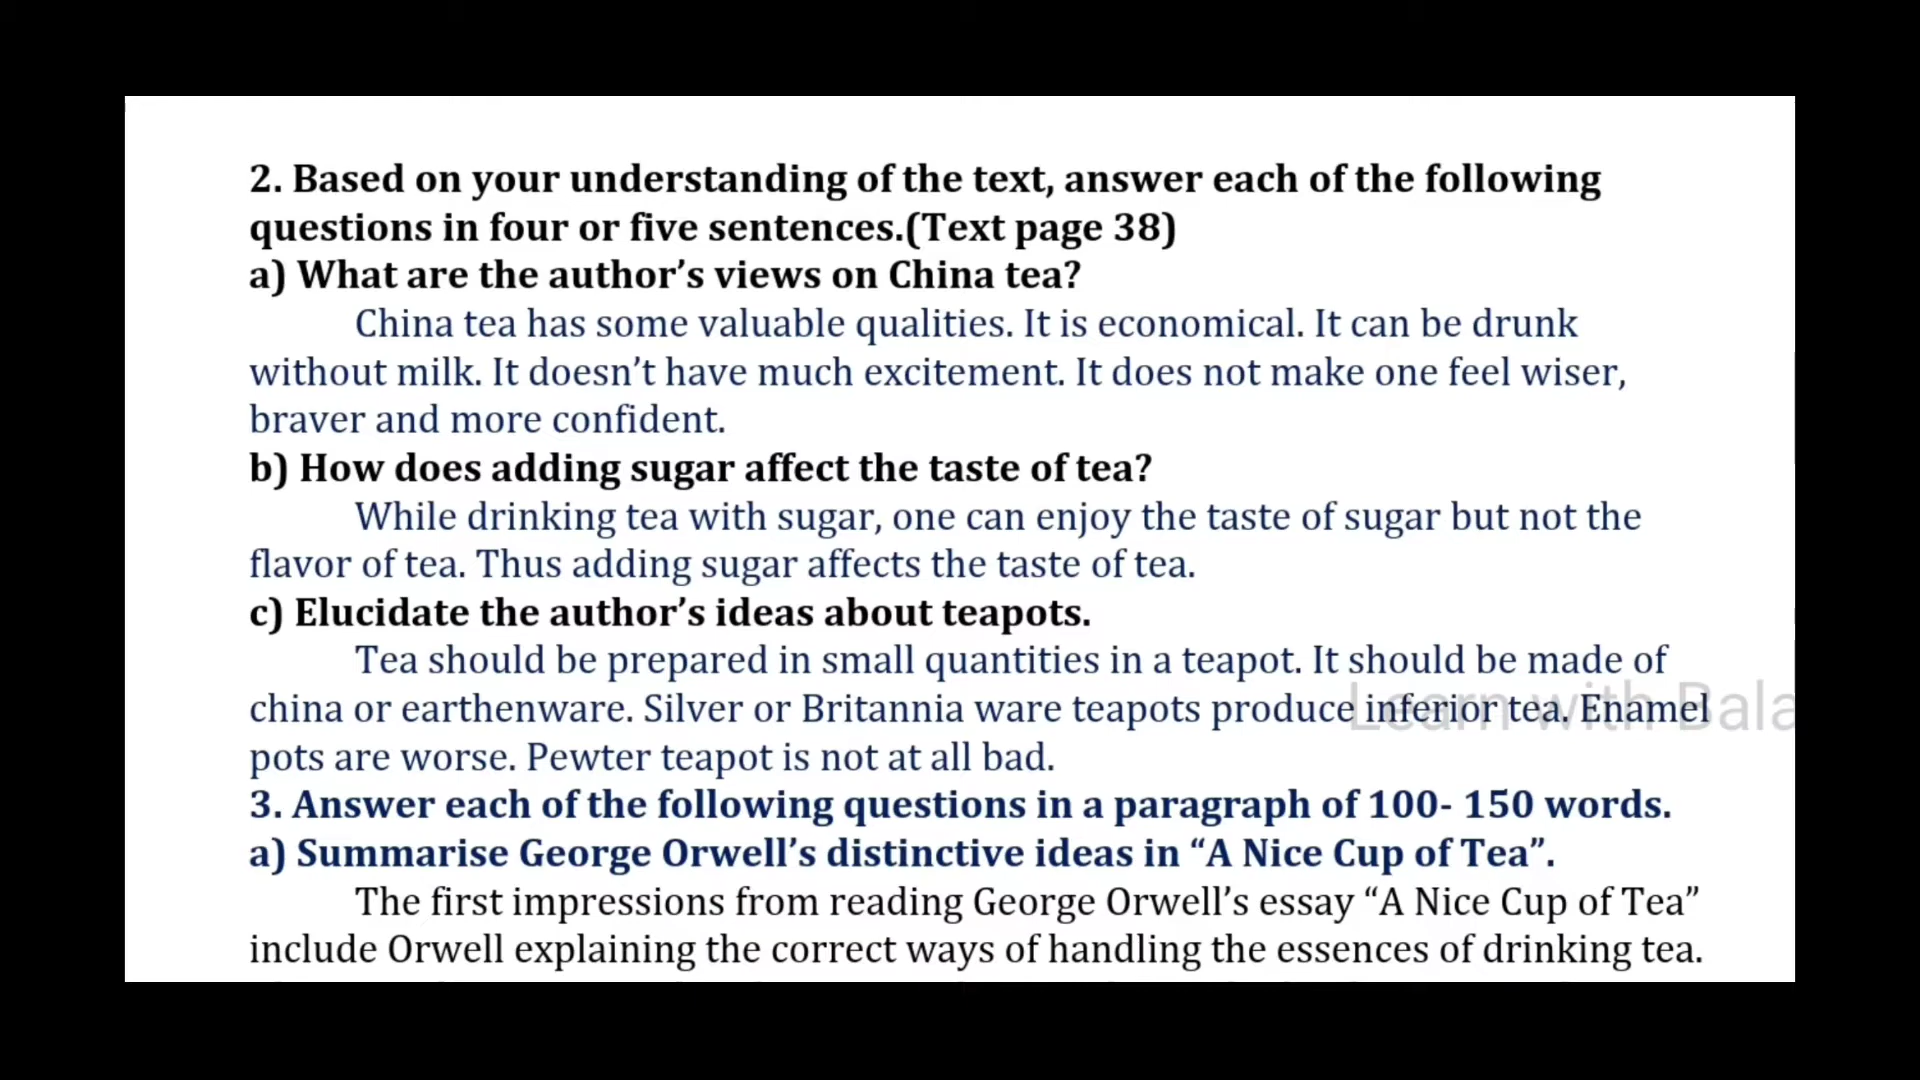 2. Based on your understanding of the text, answer each of the following
questions in four or five sentences.(Text page 38)
a) What are the author’s views on China tea?
China tea has some valuable qualities. It is economical. It can be drunk
without milk. It doesn’t have much excitement. It does not make one feel wiser,
braver and more confident.
b) How does adding sugar affect the taste of tea?
While drinking tea with sugar, one can enjoy the taste of sugar but not the
flavor of tea. Thus adding sugar affects the taste of tea.
c) Elucidate the author’s ideas about teapots.
Tea should be prepared in small quantities in a teapot. It should be made of
china or earthenware. Silver or Britannia ware teapots produce inferior tea. Enamel
Learn with Bala
pots are worse. Pewter teapot is not at all bad.
3. Answer each of the following questions in a paragraph of 100- 150 words.
a) Summarise George Orwell’s distinctive ideas in “A Nice Cup of Tea”.
The first impressions from reading George Orwell’s essay “A Nice Cup of Tea”
include Orwell explaining the correct ways of handling the essences of drinking tea.